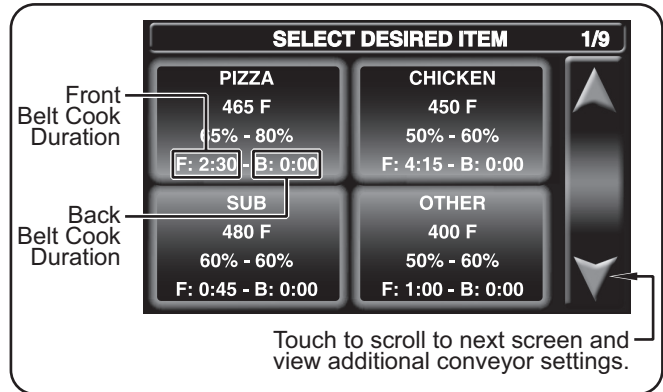 SELECT DESIRED ITEM 1/9
PIZZA
465 F
65% - 80%
F: 2:30 - B: 0:00
CHICKEN
450 F
50% - 60%
F: 4:15 - B: 0:00
SUB
480 F
60% - 60%
F: 0:45 - B: 0:00
OTHER
400 F
50% - 60%
F: 1:00 - B: 0:00
Front
Belt Cook
Duration
Back
Belt Cook
Duration
Touch to scroll to next screen and
view additional conveyor settings.